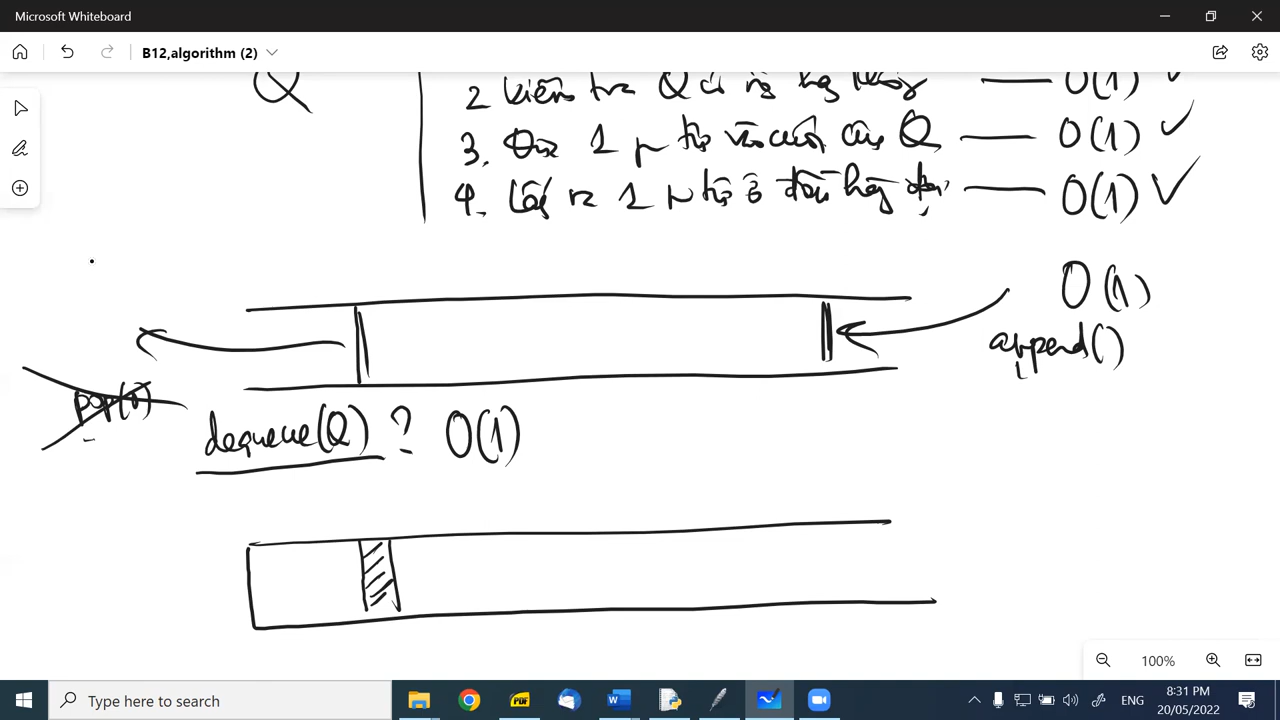 Microsoft Whiteboard
B12,algorithm (2)
Q
2 kiểm tra Q có rỗng hay không — O(1) ✓
3. Đưa 1 p tử vào cuối của Q — O(1) ✓
4. Lấy ra 1 p tử ở đầu hàng đợi — O(1) ✓
O(1)
append()
pop(0)
dequeue(Q) ? O(1)
100%
Type here to search
PDF
W
ENG
8:31 PM
20/05/2022